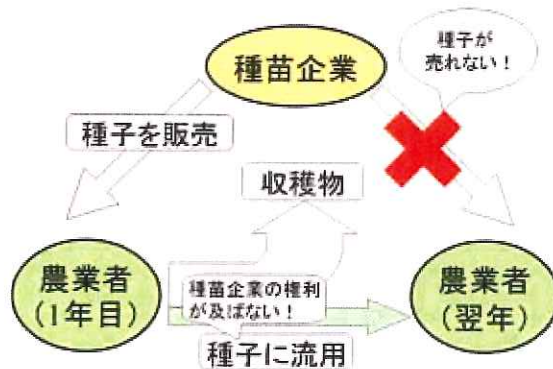 種苗企業
種子が
売れない！
種子を販売
収穫物
農業者
(1年目)
種苗企業の権利
が及ばない！
農業者
(翌年)
種子に流用